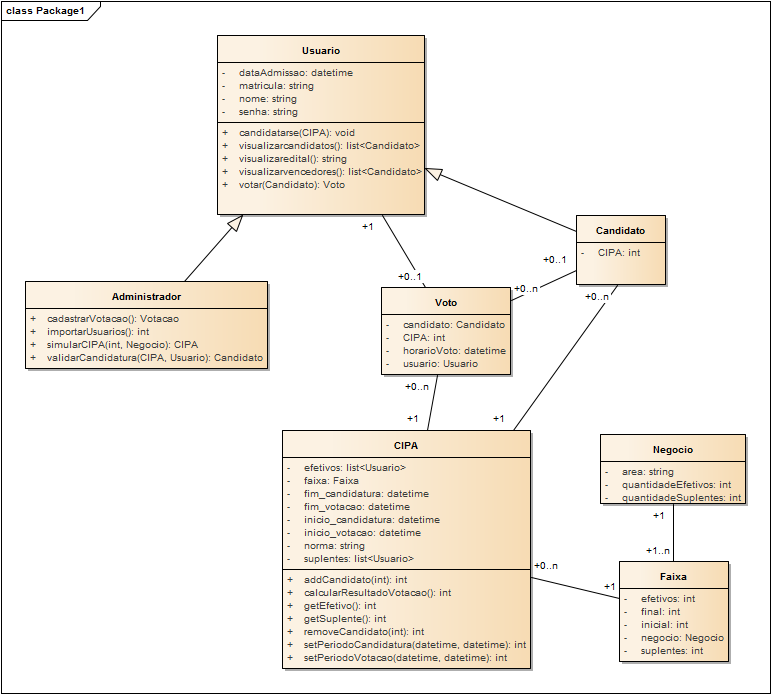 class Package1
Usuario
- dataAdmissao: datetime
- matricula: string
- nome: string
- senha: string
+ candidatarse(CIPA): void
+ visualizarcandidatos(): list<Candidato>
+ visualizaredital(): string
+ visualizarvencedores(): list<Candidato>
+ votar(Candidato): Voto
+1
+0..1
Candidato
- CIPA: int
+0..1
+0..n
+0..n
Administrador
+ cadastrarVotacao(): Votacao
+ importarUsuarios(): int
+ simularCIPA(int, Negocio): CIPA
+ validarCandidatura(CIPA, Usuario): Candidato
Voto
- candidato: Candidato
- CIPA: int
- horarioVoto: datetime
- usuario: Usuario
+0..n
+1
+1
CIPA
- efetivos: list<Usuario>
- faixa: Faixa
- fim_candidatura: datetime
- fim_votacao: datetime
- inicio_candidatura: datetime
- inicio_votacao: datetime
- norma: string
- suplentes: list<Usuario>
+ addCandidato(int): int
+ calcularResultadoVotacao(): int
+ getEfetivo(): int
+ getSuplente(): int
+ removeCandidato(int): int
+ setPeriodoCandidatura(datetime, datetime): int
+ setPeriodoVotacao(datetime, datetime): int
Negocio
- area: string
- quantidadeEfetivos: int
- quantidadeSuplentes: int
+1
+1..n
+0..n
+1
Faixa
- efetivos: int
- final: int
- inicial: int
- negocio: Negocio
- suplentes: int